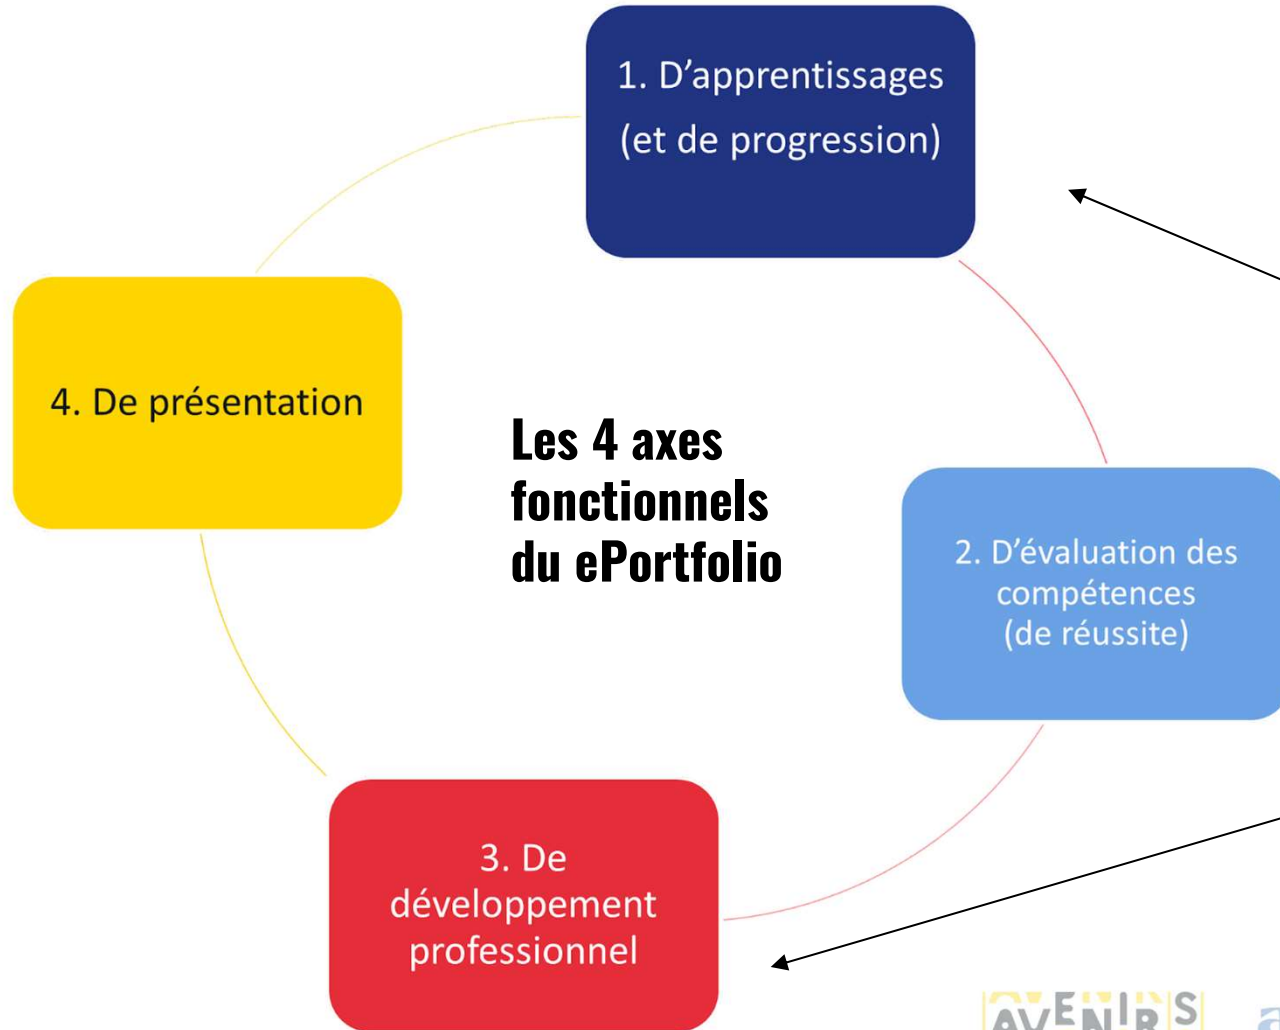 1. D’apprentissages
(et de progression)
4. De présentation
Les 4 axes
fonctionnels
du ePortfolio
2. D’évaluation des
compétences
(de réussite)
3. De
développement
professionnel
AVENIRS